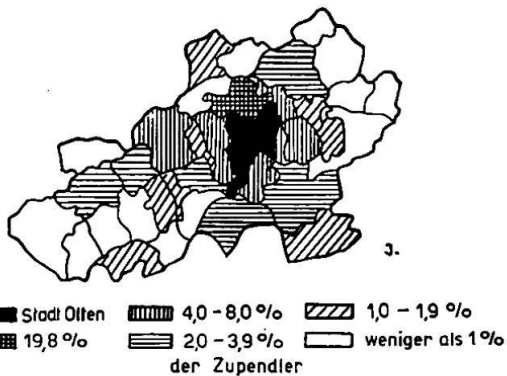 3.
Stadt Olten 4,0 - 8,0 % 1,0 - 1,9 %
19,8 % 2,0 - 3,9 % weniger als 1 %
der Zupendler